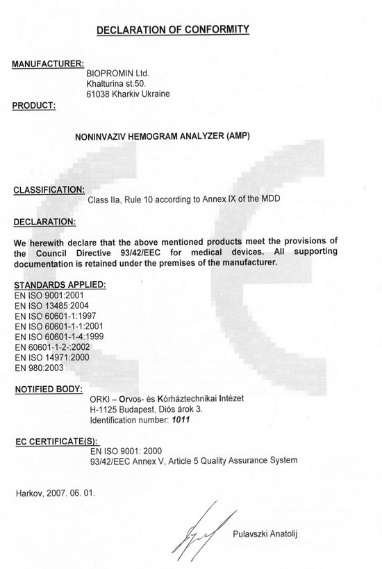 DECLARATION OF CONFORMITY
MANUFACTURER:
BIOPROMIN Ltd.
Khalturina st.50.
61038 Kharkiv Ukraine
PRODUCT:
NONINVAZIV HEMOGRAM ANALYZER (AMP)
CLASSIFICATION:
Class IIa, Rule 10 according to Annex IX of the MDD
DECLARATION:
We herewith declare that the above mentioned products meet the provisions of
the Council Directive 93/42/EEC for medical devices. All supporting
documentation is retained under the premises of the manufacturer.
STANDARDS APPLIED:
EN ISO 9001:2001
EN ISO 13485:2004
EN ISO 60601-1:1997
EN ISO 60601-1-1:2001
EN ISO 60601-1-4:1999
EN 60601-1-2-:2002
EN ISO 14971:2000
EN 980:2003
NOTIFIED BODY:
ORKI – Orvos- és Kórháztechnikai Intézet
H-1125 Budapest, Diós árok 3.
Identification number: 1011
EC CERTIFICATE(S):
EN ISO 9001: 2000
93/42/EEC Annex V, Article 5 Quality Assurance System
Harkov, 2007. 06. 01.
Pulavszki Anatolij